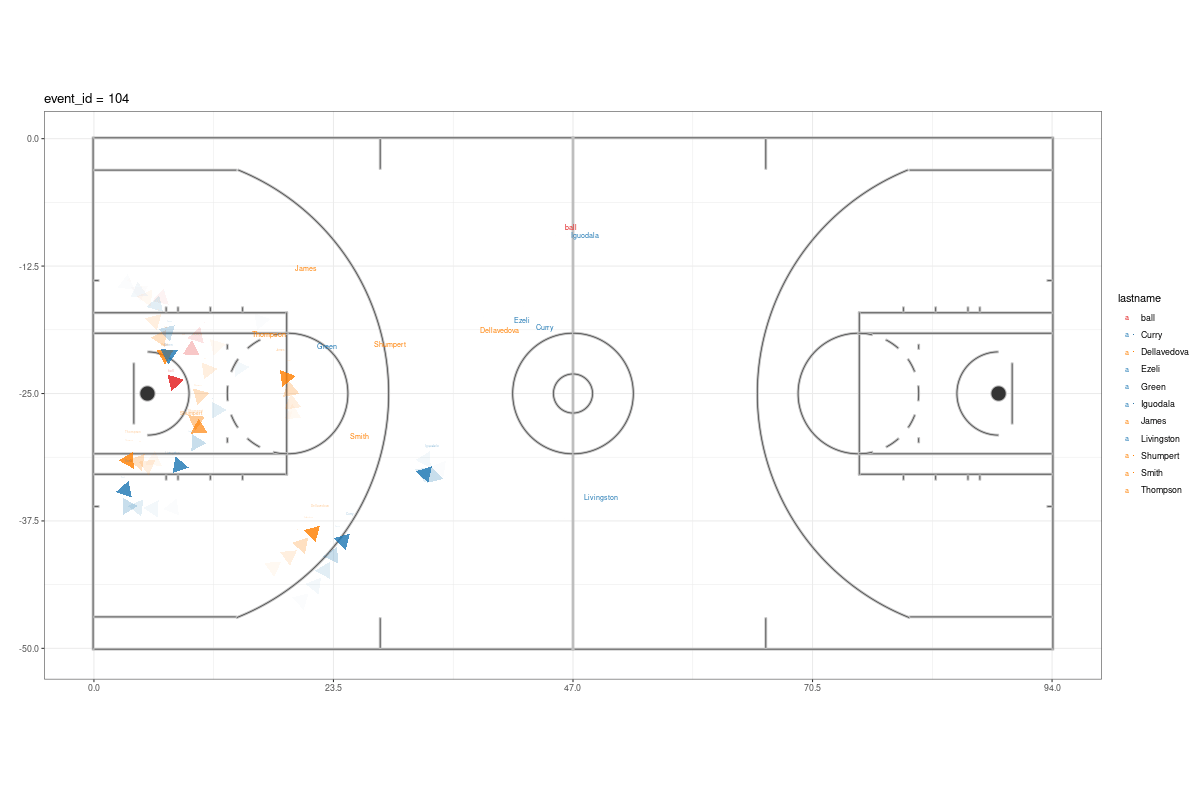 event_id = 104
0.0
-12.5
-25.0
-37.5
-50.0
0.0
23.5
47.0
70.5
94.0
ball
Iguodala
James
Ezeli
Curry
Dellavedova
Thompson
Green
Shumpert
Smith
Livingston
lastname
a ball
a Curry
a Dellavedova
a Ezeli
a Green
a Iguodala
a James
a Livingston
a Shumpert
a Smith
a Thompson